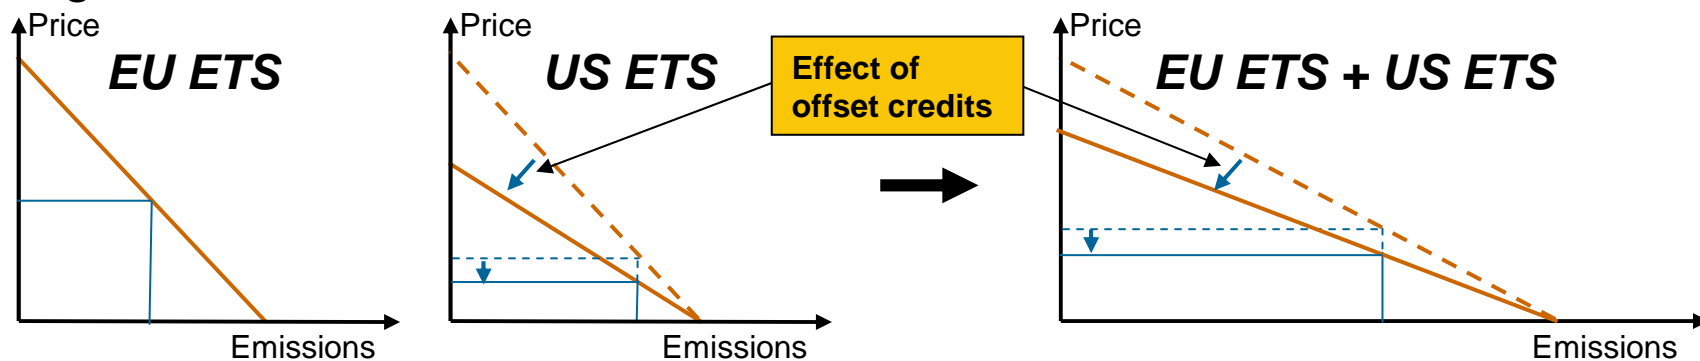 Price
EU ETS
Emissions
Price
US ETS
Emissions
Effect of
offset credits
Price
EU ETS + US ETS
Emissions